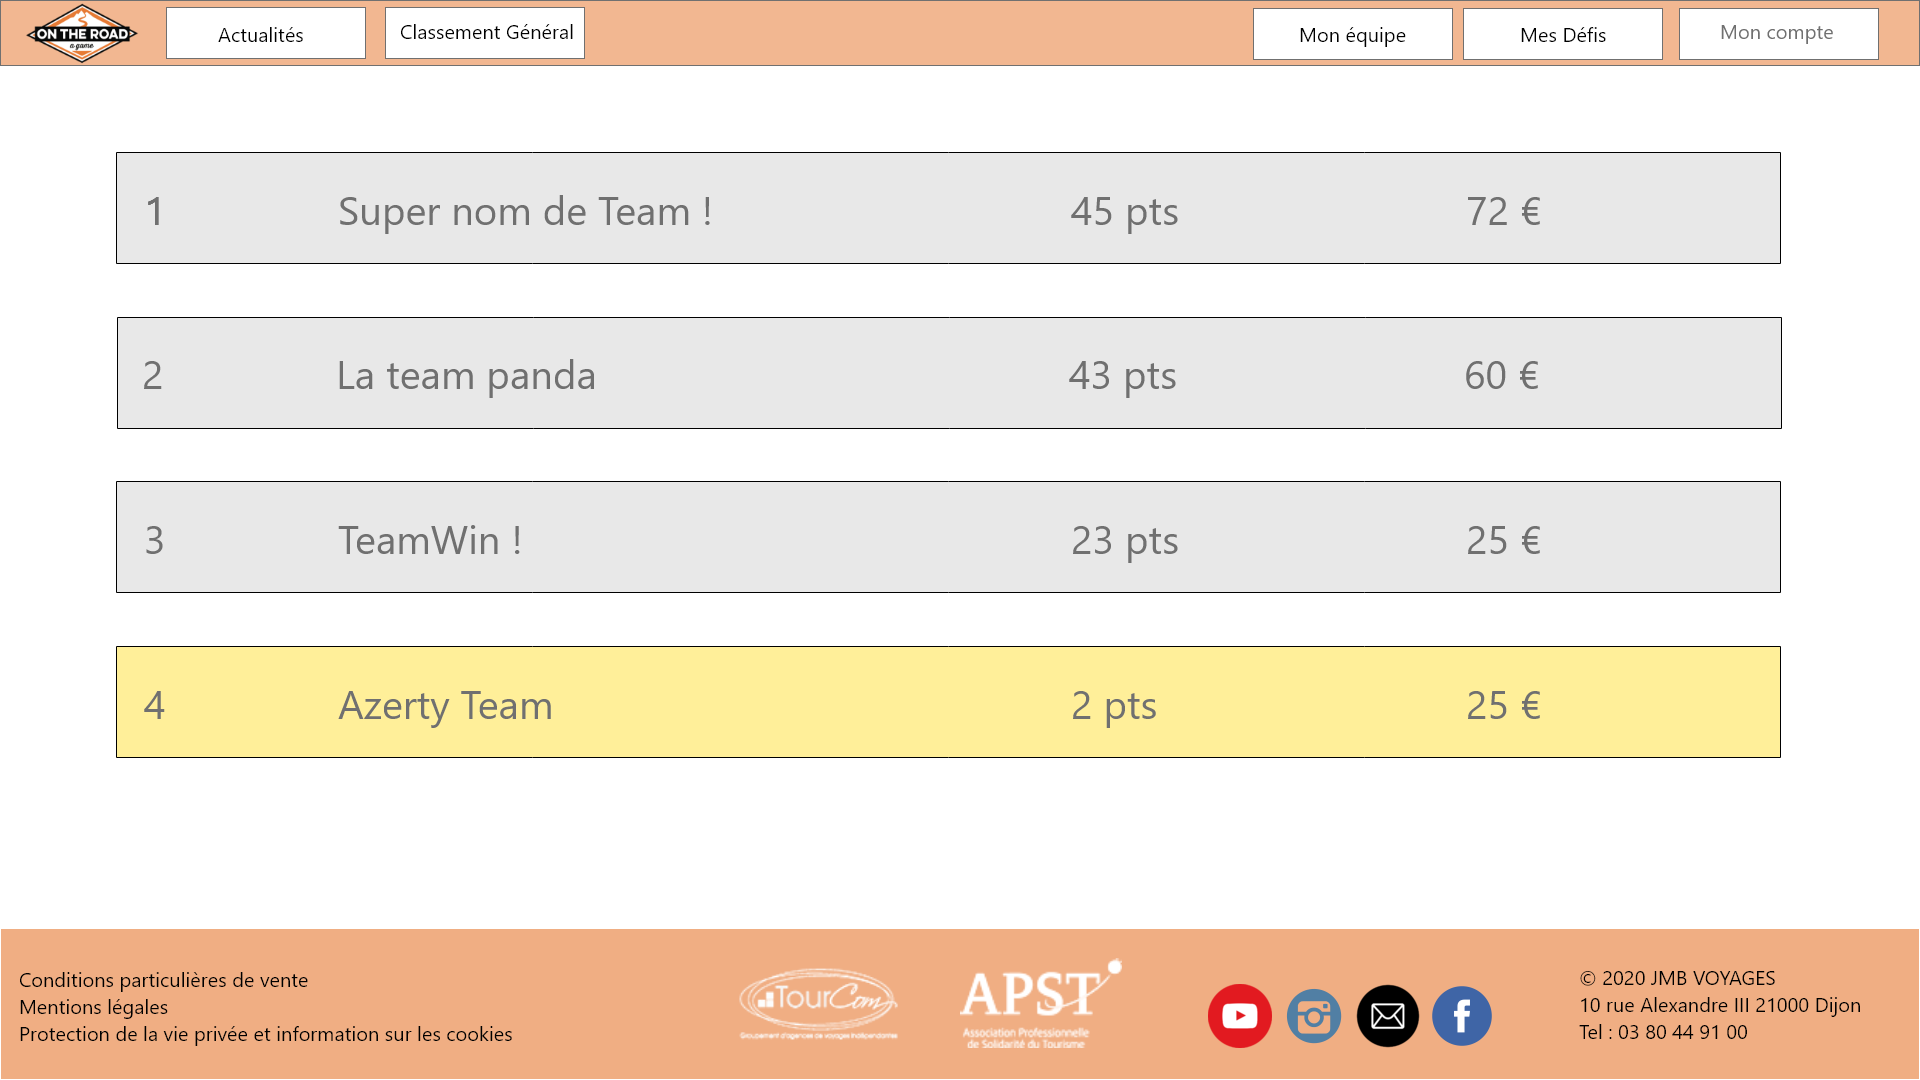 ON THE ROAD
a game
Actualités
Classement Général
Mon équipe
Mes Défis
Mon compte
1 Super nom de Team ! 45 pts 72 €
2 La team panda 43 pts 60 €
3 TeamWin ! 23 pts 25 €
4 Azerty Team 2 pts 25 €
Conditions particulières de vente
Mentions légales
Protection de la vie privée et information sur les cookies
TourCom
Groupement d'agences de voyages indépendantes
APST
Association Professionnelle
de Solidarité du Tourisme
© 2020 JMB VOYAGES
10 rue Alexandre III 21000 Dijon
Tel : 03 80 44 91 00